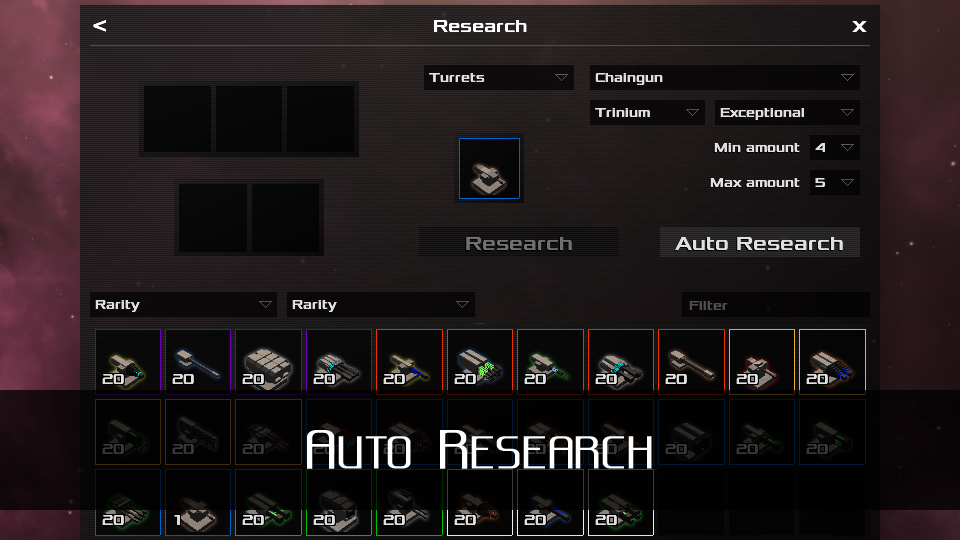 < Research X
Turrets Chaingun
Trinium Exceptional
Min amount 4
Max amount 5
Research Auto Research
Rarity Rarity Filter
20 20 20 20 20 20 20 20 20 20 20
20 20 20 20 20 20 20
Auto Research
20 1 20 20 20 20 20 20